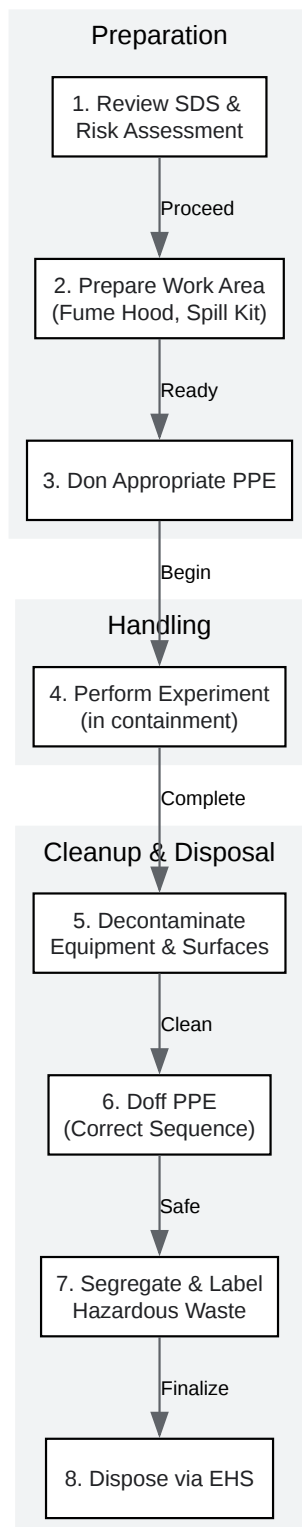 Preparation
1. Review SDS &
Risk Assessment
Proceed
2. Prepare Work Area
(Fume Hood, Spill Kit)
Ready
3. Don Appropriate PPE
Begin
Handling
4. Perform Experiment
(in containment)
Complete
Cleanup & Disposal
5. Decontaminate
Equipment & Surfaces
Clean
6. Doff PPE
(Correct Sequence)
Safe
7. Segregate & Label
Hazardous Waste
Finalize
8. Dispose via EHS